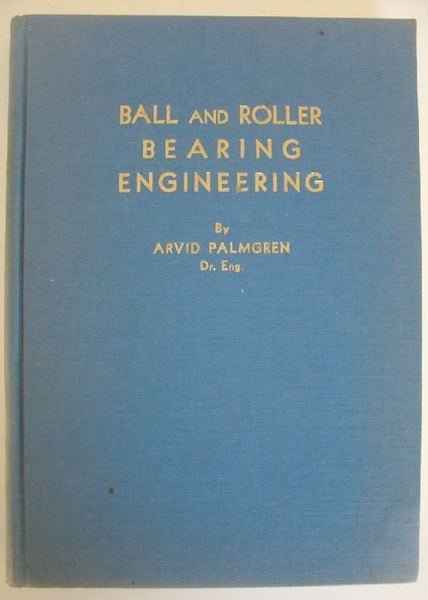 BALL AND ROLLER
BEARING
ENGINEERING
By
ARVID PALMGREN
Dr. Eng.